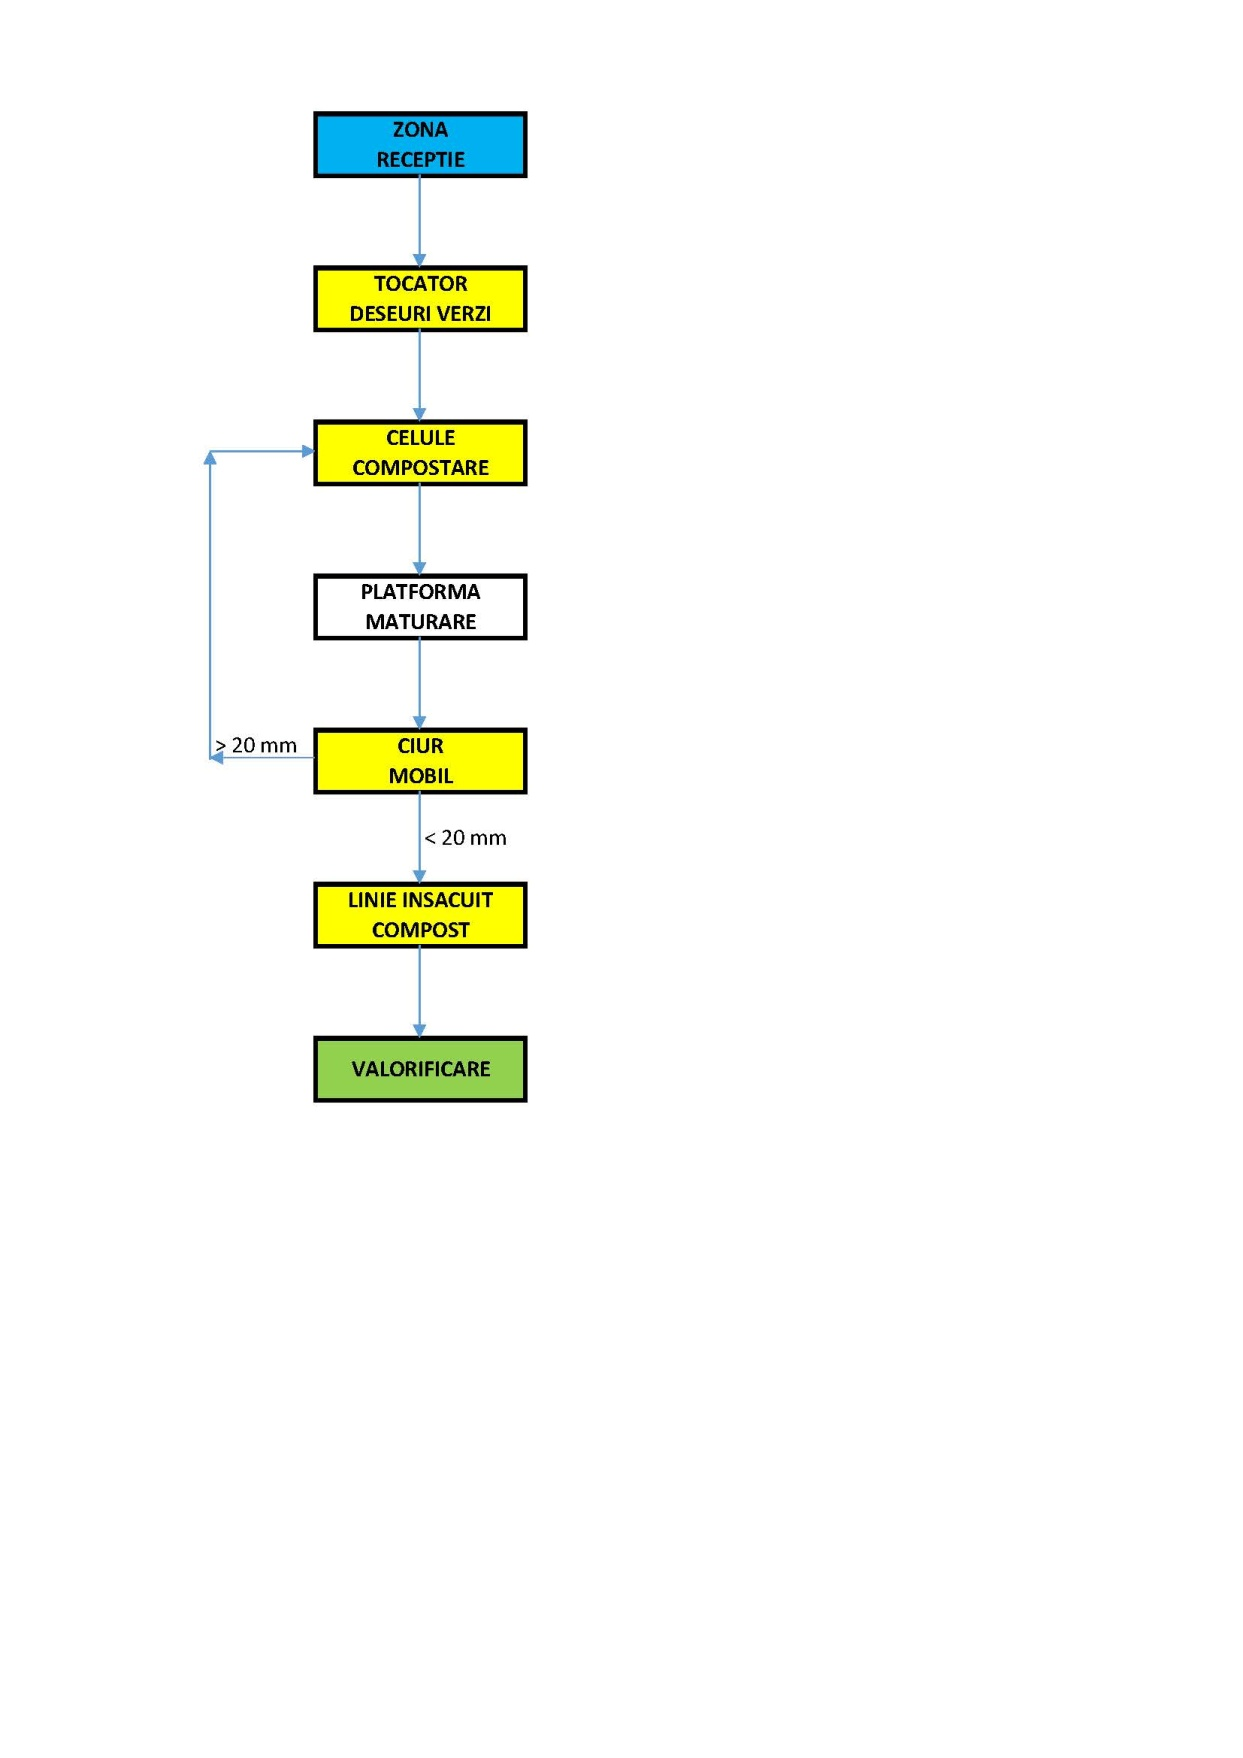 ZONA
RECEPTIE
TOCATOR
DESEURI VERZI
CELULE
COMPOSTARE
PLATFORMA
MATURARE
> 20 mm
CIUR
MOBIL
< 20 mm
LINIE INSACUIT
COMPOST
VALORIFICARE